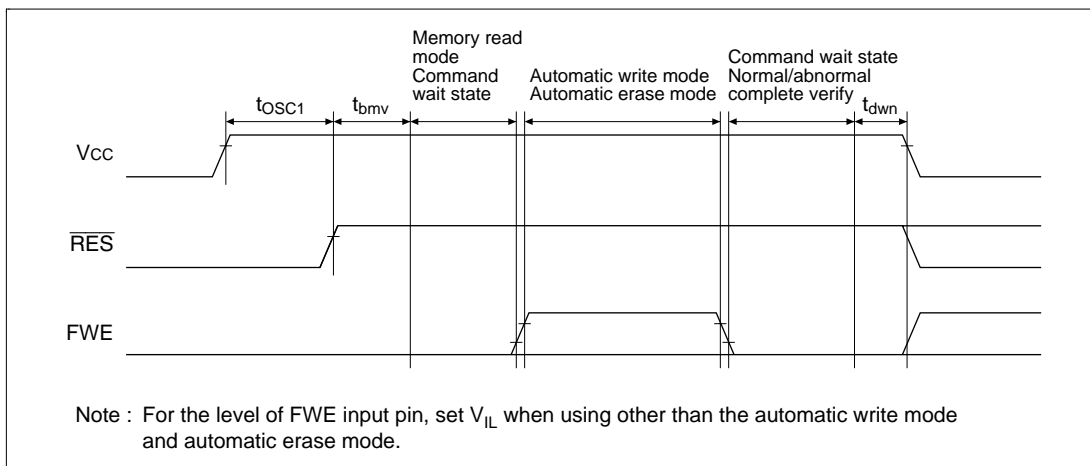 Memory read
mode
Command
wait state
Automatic write mode
Automatic erase mode
Command wait state
Normal/abnormal
complete verify
tOSC1
tbmv
tdwn
VCC
RES
FWE
Note : For the level of FWE input pin, set VIL when using other than the automatic write mode
and automatic erase mode.